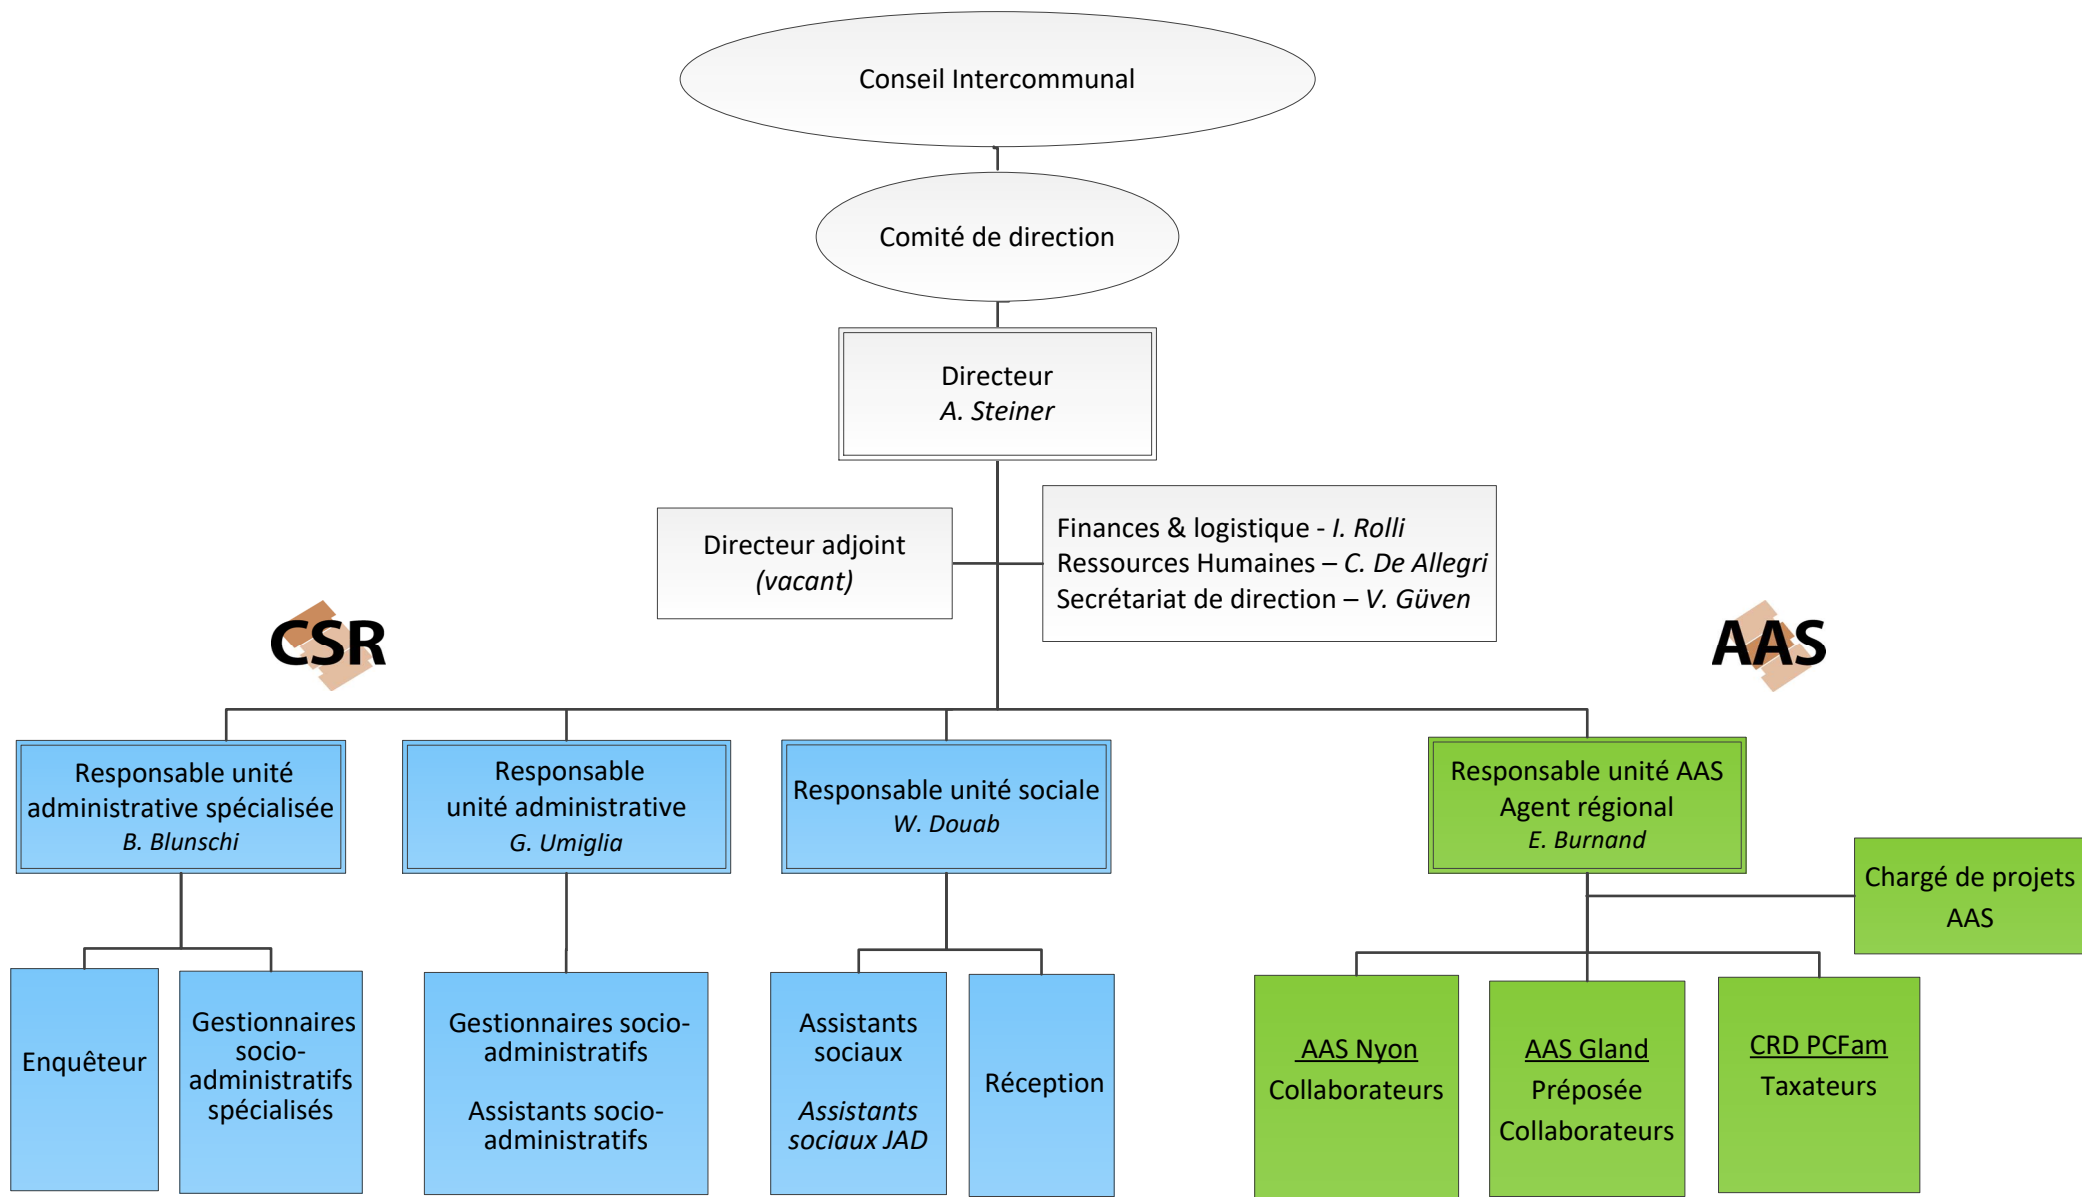 Conseil Intercommunal
Comité de direction
Directeur
A. Steiner
Directeur adjoint
(vacant)
Finances & logistique - I. Rolli
Ressources Humaines – C. De Allegri
Secrétariat de direction – V. Güven
CSR
AAS
Responsable unité
administrative spécialisée
B. Blunschi
Responsable
unité administrative
G. Umiglia
Responsable unité sociale
W. Douab
Responsable unité AAS
Agent régional
E. Burnand
Chargé de projets
AAS
Enquêteur
Gestionnaires
socio-
administratifs
spécialisés
Gestionnaires socio-
administratifs
Assistants socio-
administratifs
Assistants
sociaux
Assistants
sociaux JAD
Réception
AAS Nyon
Collaborateurs
AAS Gland
Préposée
Collaborateurs
CRD PCFam
Taxateurs